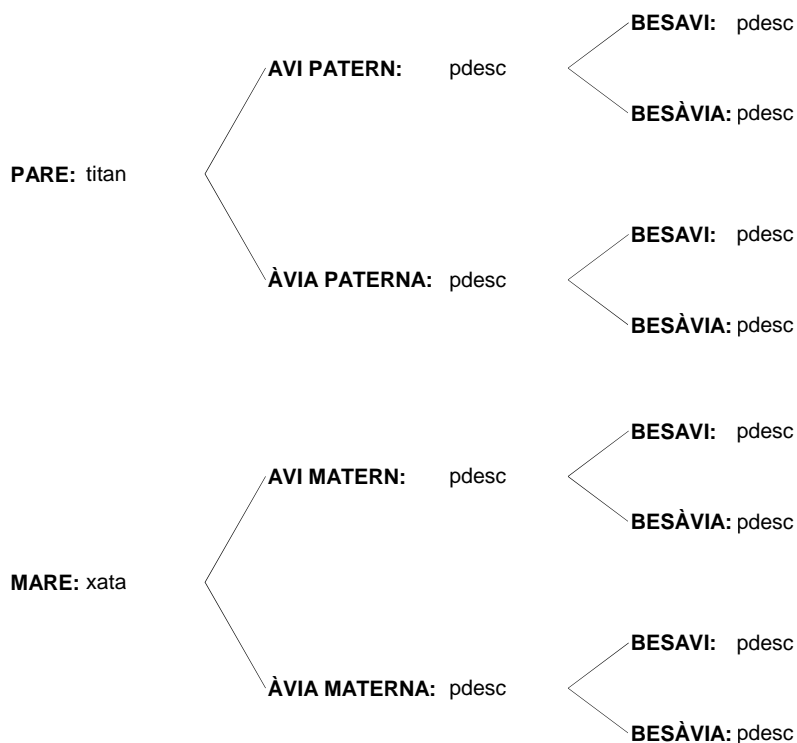 BESAVI: pdesc
AVI PATERN: pdesc
BESÀVIA: pdesc
PARE: titan
BESAVI: pdesc
ÀVIA PATERNA: pdesc
BESÀVIA: pdesc
BESAVI: pdesc
AVI MATERN: pdesc
BESÀVIA: pdesc
MARE: xata
BESAVI: pdesc
ÀVIA MATERNA: pdesc
BESÀVIA: pdesc